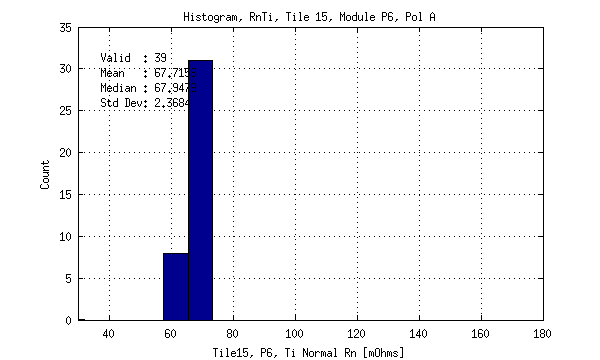 Histogram, RnTi, Tile 15, Module P6, Pol A
35
30
25
20
15
10
5
0
Count
Valid : 39
Mean : 67.715
Median : 67.947
Std Dev: 2.3684
40 60 80 100 120 140 160 180
Tile15, P6, Ti Normal Rn [mOhms]